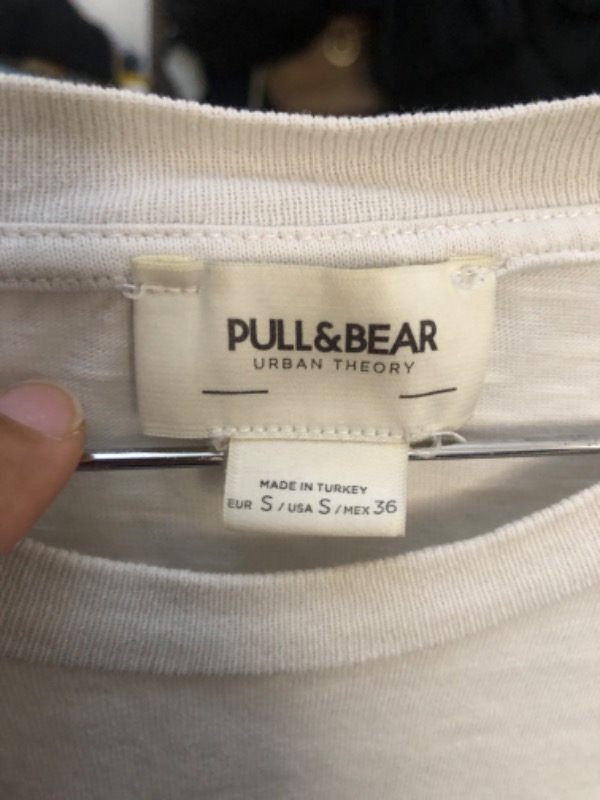 PULL&BEAR
URBAN THEORY
MADE IN TURKEY
EUR S / USA S / MEX 36